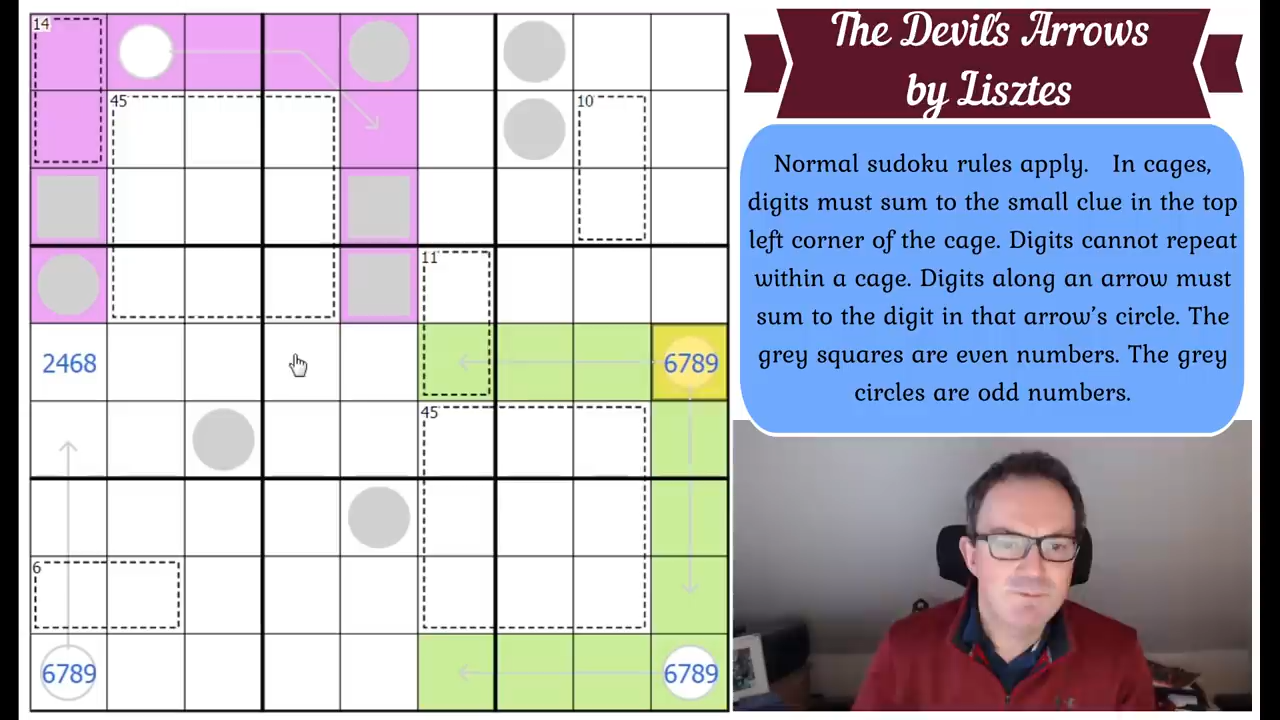 The Devil's Arrows
by Lisztes
Normal sudoku rules apply. In cages,
digits must sum to the small clue in the top
left corner of the cage. Digits cannot repeat
within a cage. Digits along an arrow must
sum to the digit in that arrow's circle. The
grey squares are even numbers. The grey
circles are odd numbers.
14
45
10
11
2468
6789
45
6
6789
6789